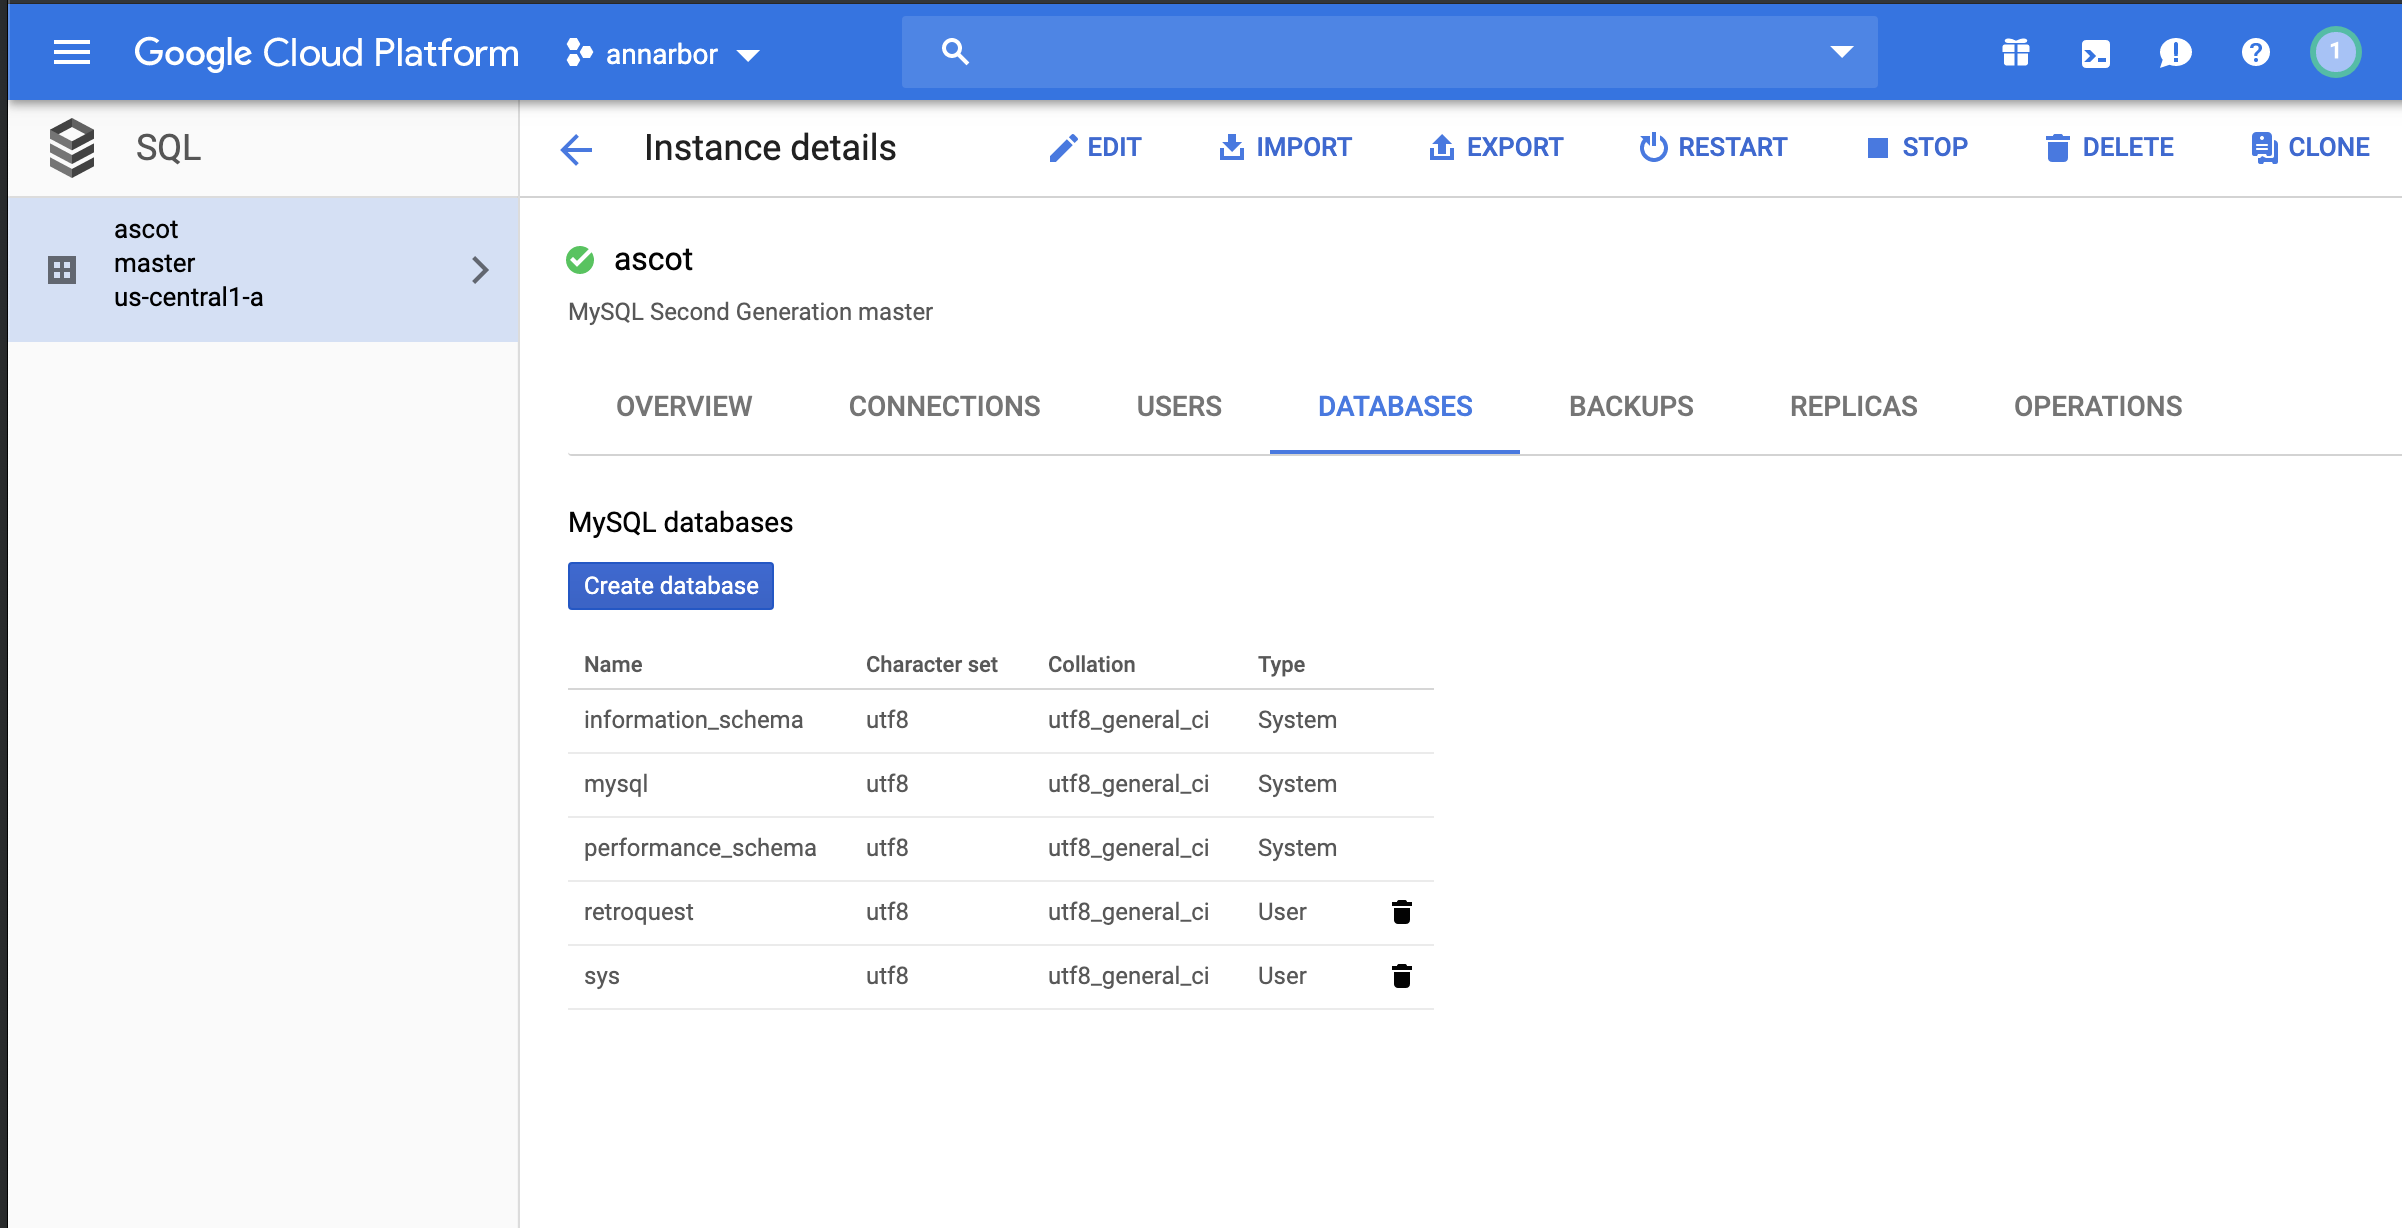 Google Cloud Platform annarbor 1
SQL
ascot
master
us-central1-a
Instance details EDIT IMPORT EXPORT RESTART STOP DELETE CLONE
ascot
MySQL Second Generation master
OVERVIEW CONNECTIONS USERS DATABASES BACKUPS REPLICAS OPERATIONS
MySQL databases
Create database
Name Character set Collation Type
information_schema utf8 utf8_general_ci System
mysql utf8 utf8_general_ci System
performance_schema utf8 utf8_general_ci System
retroquest utf8 utf8_general_ci User
sys utf8 utf8_general_ci User